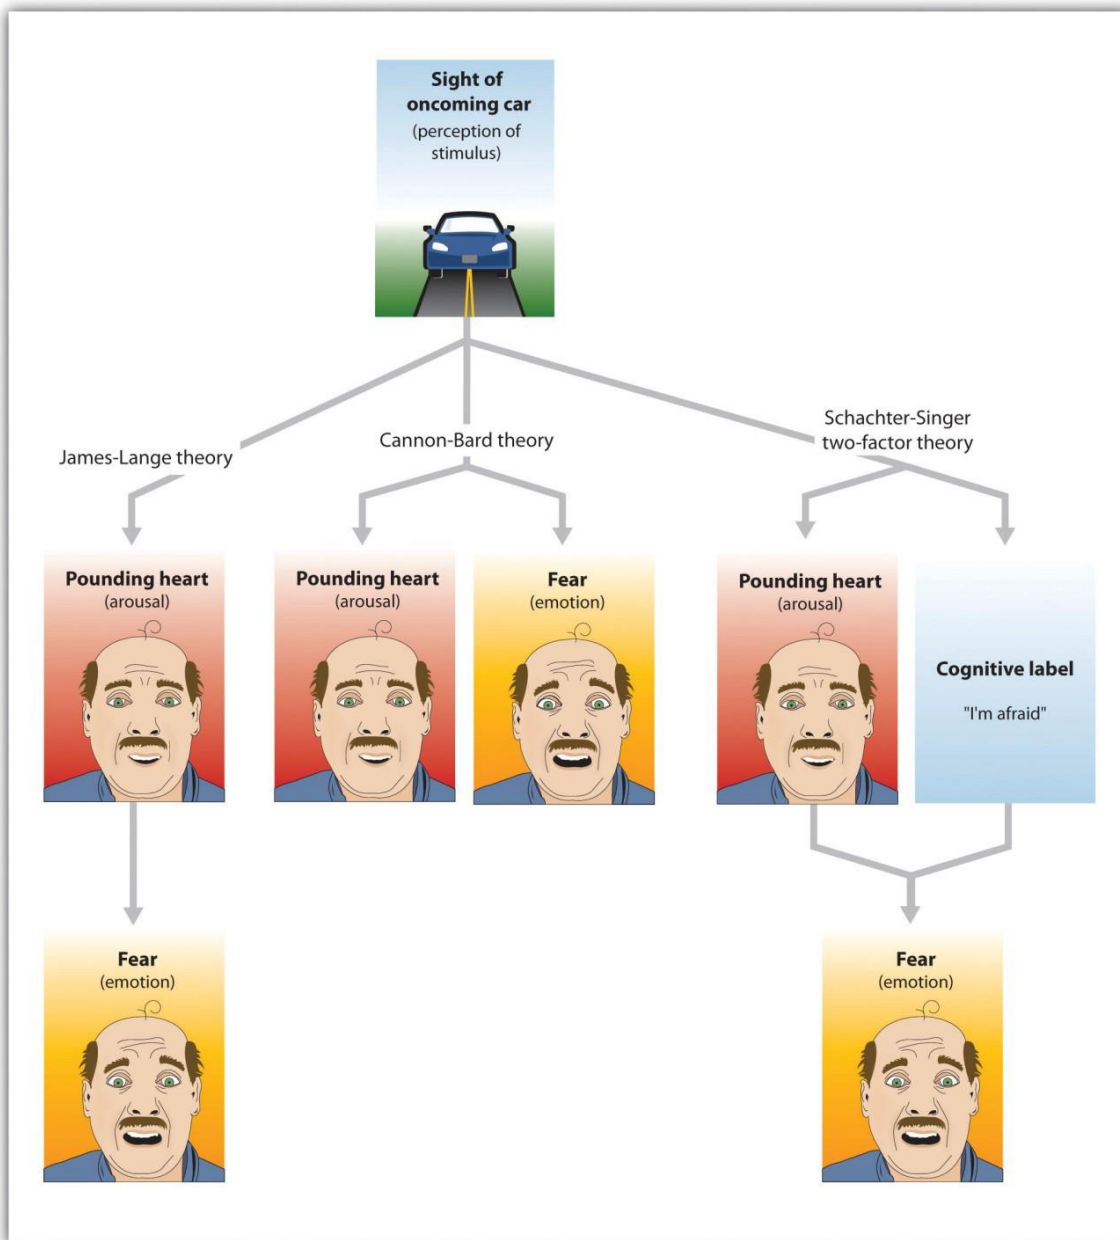 Sight of
oncoming car
(perception of
stimulus)
James-Lange theory
Cannon-Bard theory
Schachter-Singer
two-factor theory
Pounding heart
(arousal)
Pounding heart
(arousal)
Fear
(emotion)
Pounding heart
(arousal)
Cognitive label
"I'm afraid"
Fear
(emotion)
Fear
(emotion)